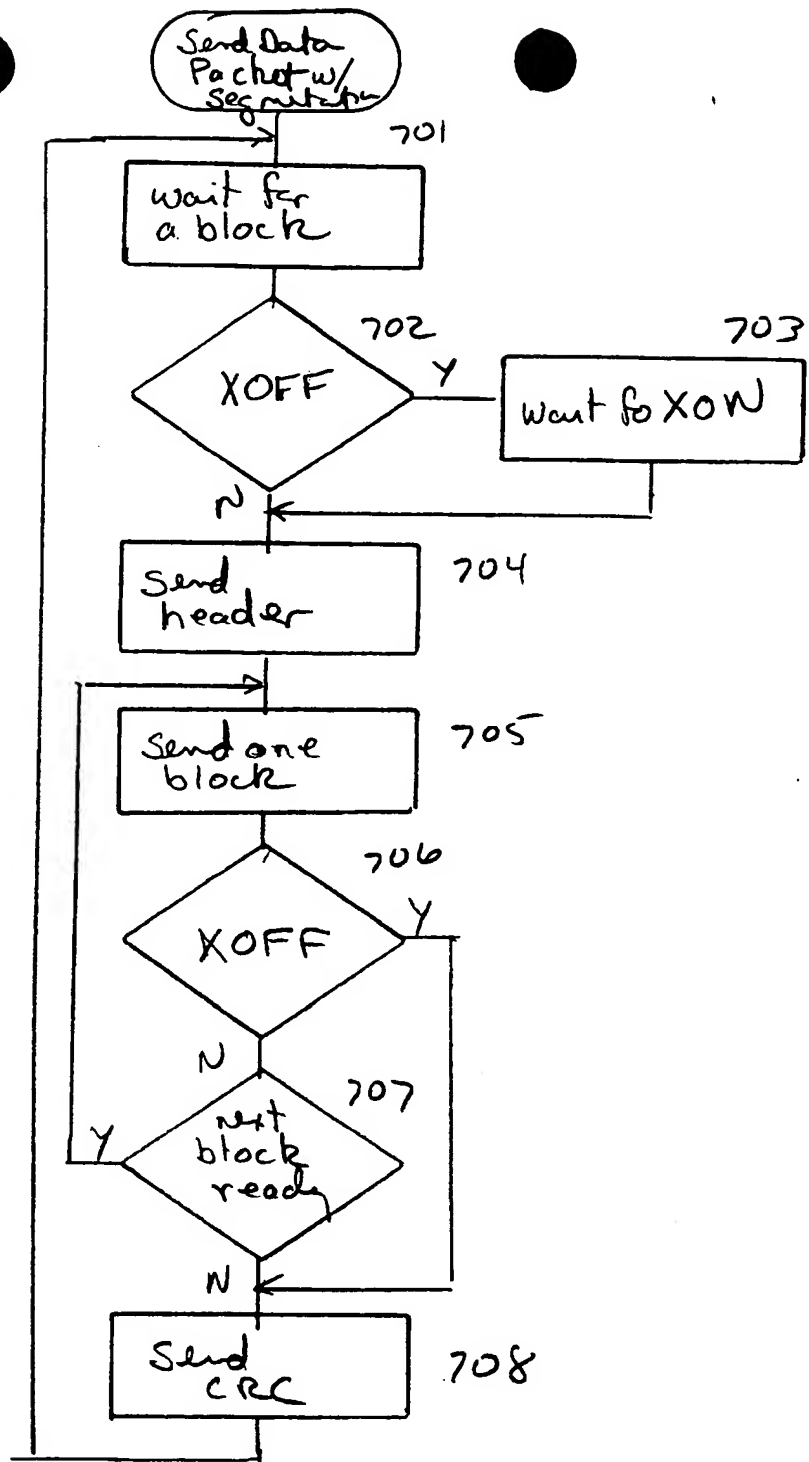 Send Data
Packet w/
Segmentation
701
wait for
a block
702
XOFF
Y
703
wait fo XON
N
704
Send
header
705
Send one
block
706
XOFF
Y
N
707
next
block
ready
Y
N
Send
CRC
708